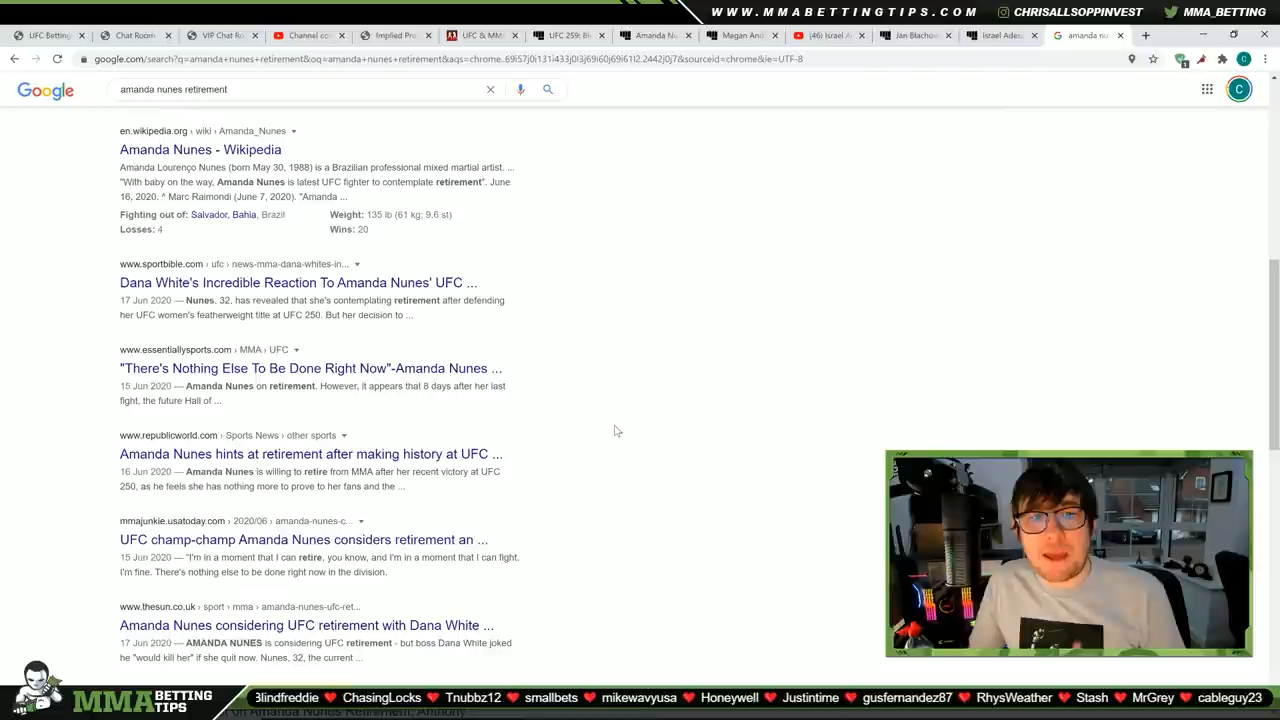 WWW.MMABETTINGTIPS.COM
CHRISALLSOPPINVEST
MMA_BETTING
UFC Betting
Chat Room
VIP Chat Ro
Channel con
Implied Pro
UFC & MM
UFC 259: Bl
Amanda Nu
Megan And
(46) Israel A
Jan Blachow
Israel Ades
amanda nu
google.com/search?q=amanda+nunes+retirement&oq=amanda+nunes+retirement&aqs=chrome..
Google
amanda nunes retirement
C
en.wikipedia.org › wiki › Amanda_Nunes
Amanda Nunes - Wikipedia
Amanda Lourenço Nunes (born May 30, 1988) is a Brazilian professional mixed martial artist. ...
"With baby on the way, Amanda Nunes is latest UFC fighter to contemplate retirement". June
16, 2020. ^ Marc Raimondi (June 7, 2020). "Amanda ...
Fighting out of: Salvador, Bahia, Brazil Weight: 135 lb (61 kg; 9.6 st)
Losses: 4 Wins: 20
www.sportbible.com › ufc › news-mma-dana-whites-in...
Dana White's Incredible Reaction To Amanda Nunes' UFC ...
17 Jun 2020 — Nunes, 32, has revealed that she's contemplating retirement after defending
her UFC women's featherweight title at UFC 250. But her decision to ...
www.essentiallysports.com › MMA › UFC
"There's Nothing Else To Be Done Right Now"-Amanda Nunes ...
15 Jun 2020 — Amanda Nunes on retirement. However, it appears that 8 days after her last
fight, the future Hall of ...
www.republicworld.com › Sports News › other sports
Amanda Nunes hints at retirement after making history at UFC ...
16 Jun 2020 — Amanda Nunes is willing to retire from MMA after her recent victory at UFC
250, as he feels she has nothing more to prove to her fans and the ...
mmajunkie.usatoday.com › 2020/06 › amanda-nunes-c...
UFC champ-champ Amanda Nunes considers retirement an ...
15 Jun 2020 — "I'm in a moment that I can retire, you know, and I'm in a moment that I can fight.
I'm fine. There's nothing else to be done right now in the division.
www.thesun.co.uk › sport › mma › amanda-nunes-ufc-ret...
Amanda Nunes considering UFC retirement with Dana White ...
17 Jun 2020 — AMANDA NUNES is considering UFC retirement - but boss Dana White joked
he "would kill her" if she quit now. Nunes, 32, the current ...
MMA BETTING TIPS
Blindfreddie ChasingLocks Tnubbz12 smallbets mikewavyusa Honeywell Justintime gusfernandez87 RhysWeather Stash MrGrey cableguy23